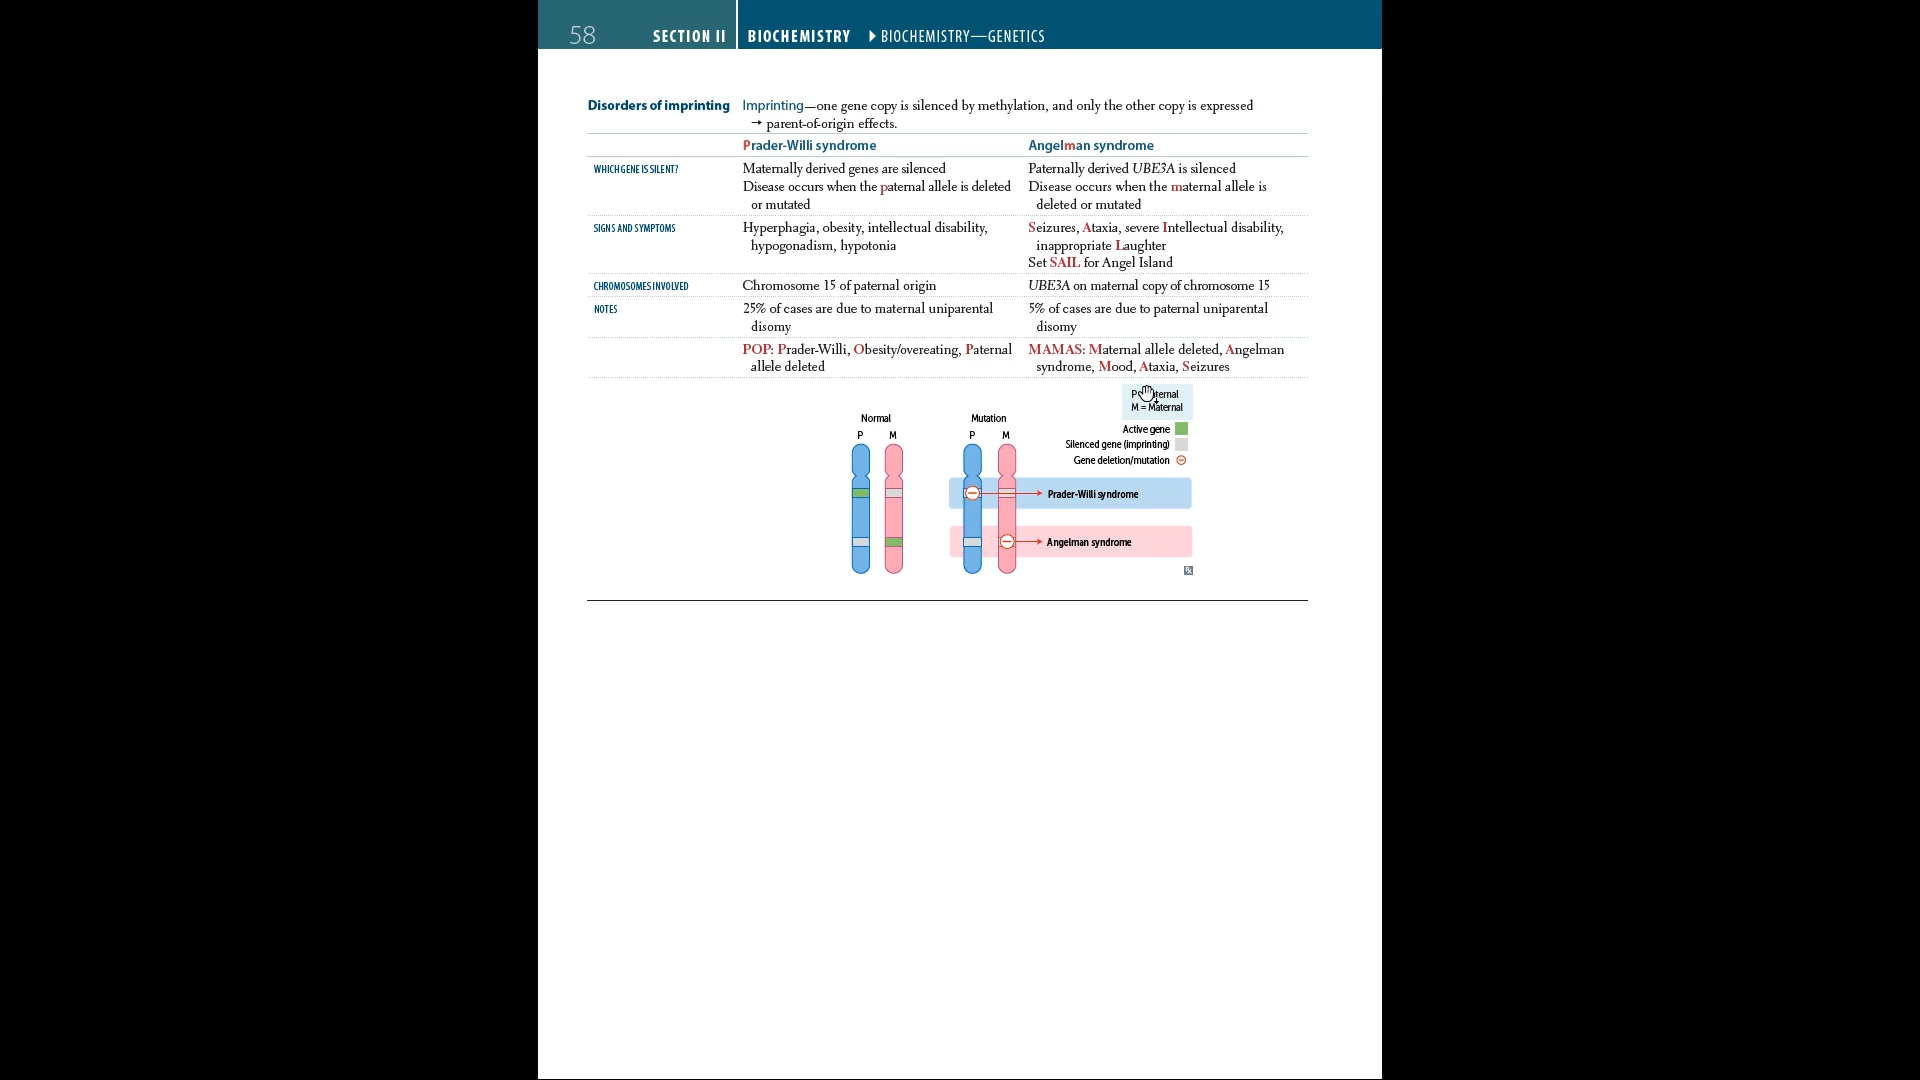 58 SECTION II BIOCHEMISTRY ▶ BIOCHEMISTRY—GENETICS
Disorders of imprinting Imprinting—one gene copy is silenced by methylation, and only the other copy is expressed
→ parent-of-origin effects.
Prader-Willi syndrome Angelman syndrome
WHICH GENE IS SILENT? Maternally derived genes are silenced Paternally derived UBE3A is silenced
Disease occurs when the paternal allele is deleted Disease occurs when the maternal allele is
or mutated deleted or mutated
SIGNS AND SYMPTOMS Hyperphagia, obesity, intellectual disability, Seizures, Ataxia, severe Intellectual disability,
hypogonadism, hypotonia inappropriate Laughter
Set SAIL for Angel Island
CHROMOSOMES INVOLVED Chromosome 15 of paternal origin UBE3A on maternal copy of chromosome 15
NOTES 25% of cases are due to maternal uniparental 5% of cases are due to paternal uniparental
disomy disomy
POP: Prader-Willi, Obesity/overeating, Paternal MAMAS: Maternal allele deleted, Angelman
allele deleted syndrome, Mood, Ataxia, Seizures
P
M = Maternal
Normal Mutation
Active gene
P M P M
Silenced gene (imprinting)
Gene deletion/mutation
Prader-Willi syndrome
Angelman syndrome